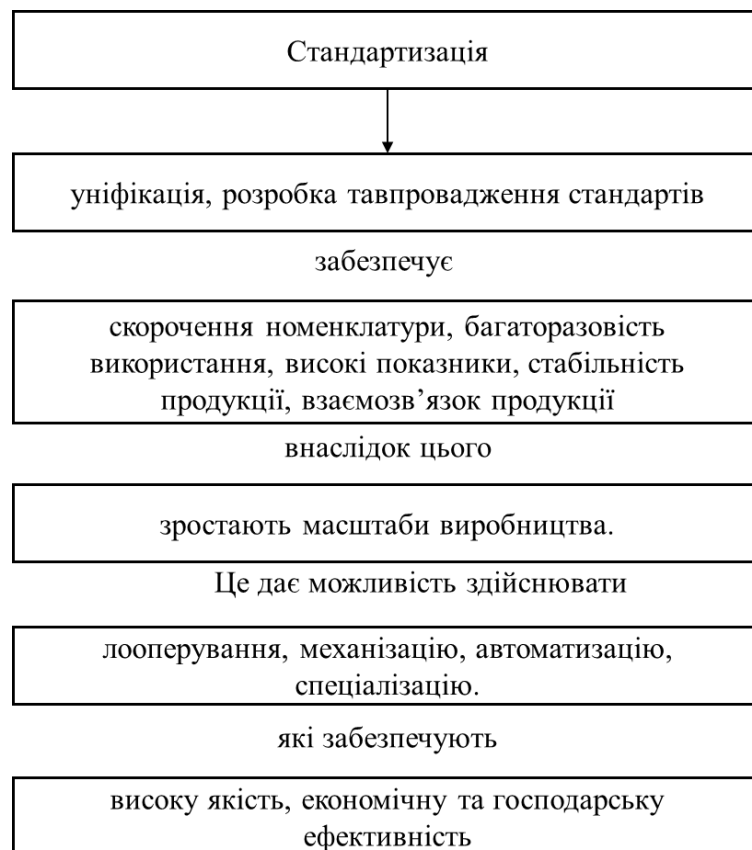 Стандартизація
уніфікація, розробка тавпровадження стандартів
забезпечує
скорочення номенклатури, багаторазовість
використання, високі показники, стабільність
продукції, взаємозв’язок продукції
внаслідок цього
зростають масштаби виробництва.
Це дає можливість здійснювати
лооперування, механізацію, автоматизацію,
спеціалізацію.
які забезпечують
високу якість, економічну та господарську
ефективність